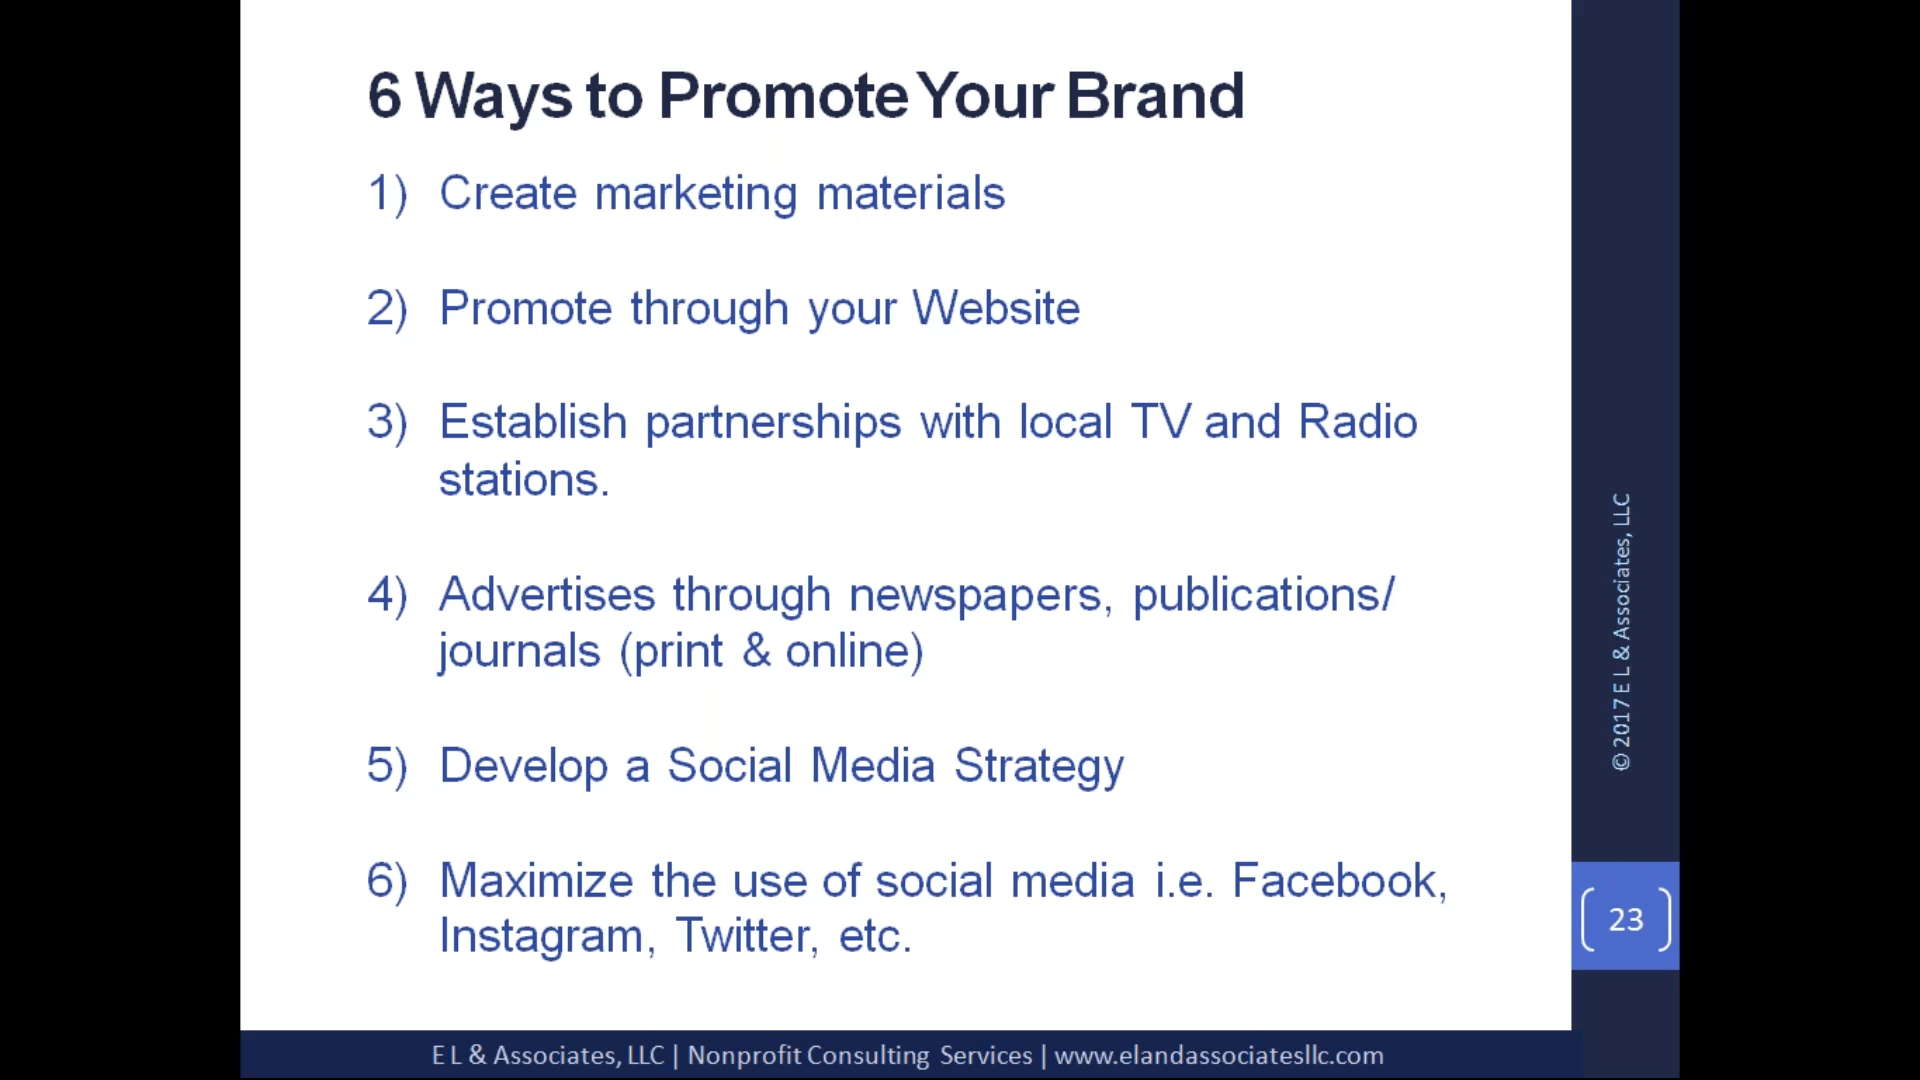 6 Ways to Promote Your Brand
1) Create marketing materials
2) Promote through your Website
3) Establish partnerships with local TV and Radio
stations.
4) Advertises through newspapers, publications/
journals (print & online)
5) Develop a Social Media Strategy
6) Maximize the use of social media i.e. Facebook,
Instagram, Twitter, etc.
© 2017 E L & Associates, LLC
23
E L & Associates, LLC | Nonprofit Consulting Services | www.elandassociatesllc.com